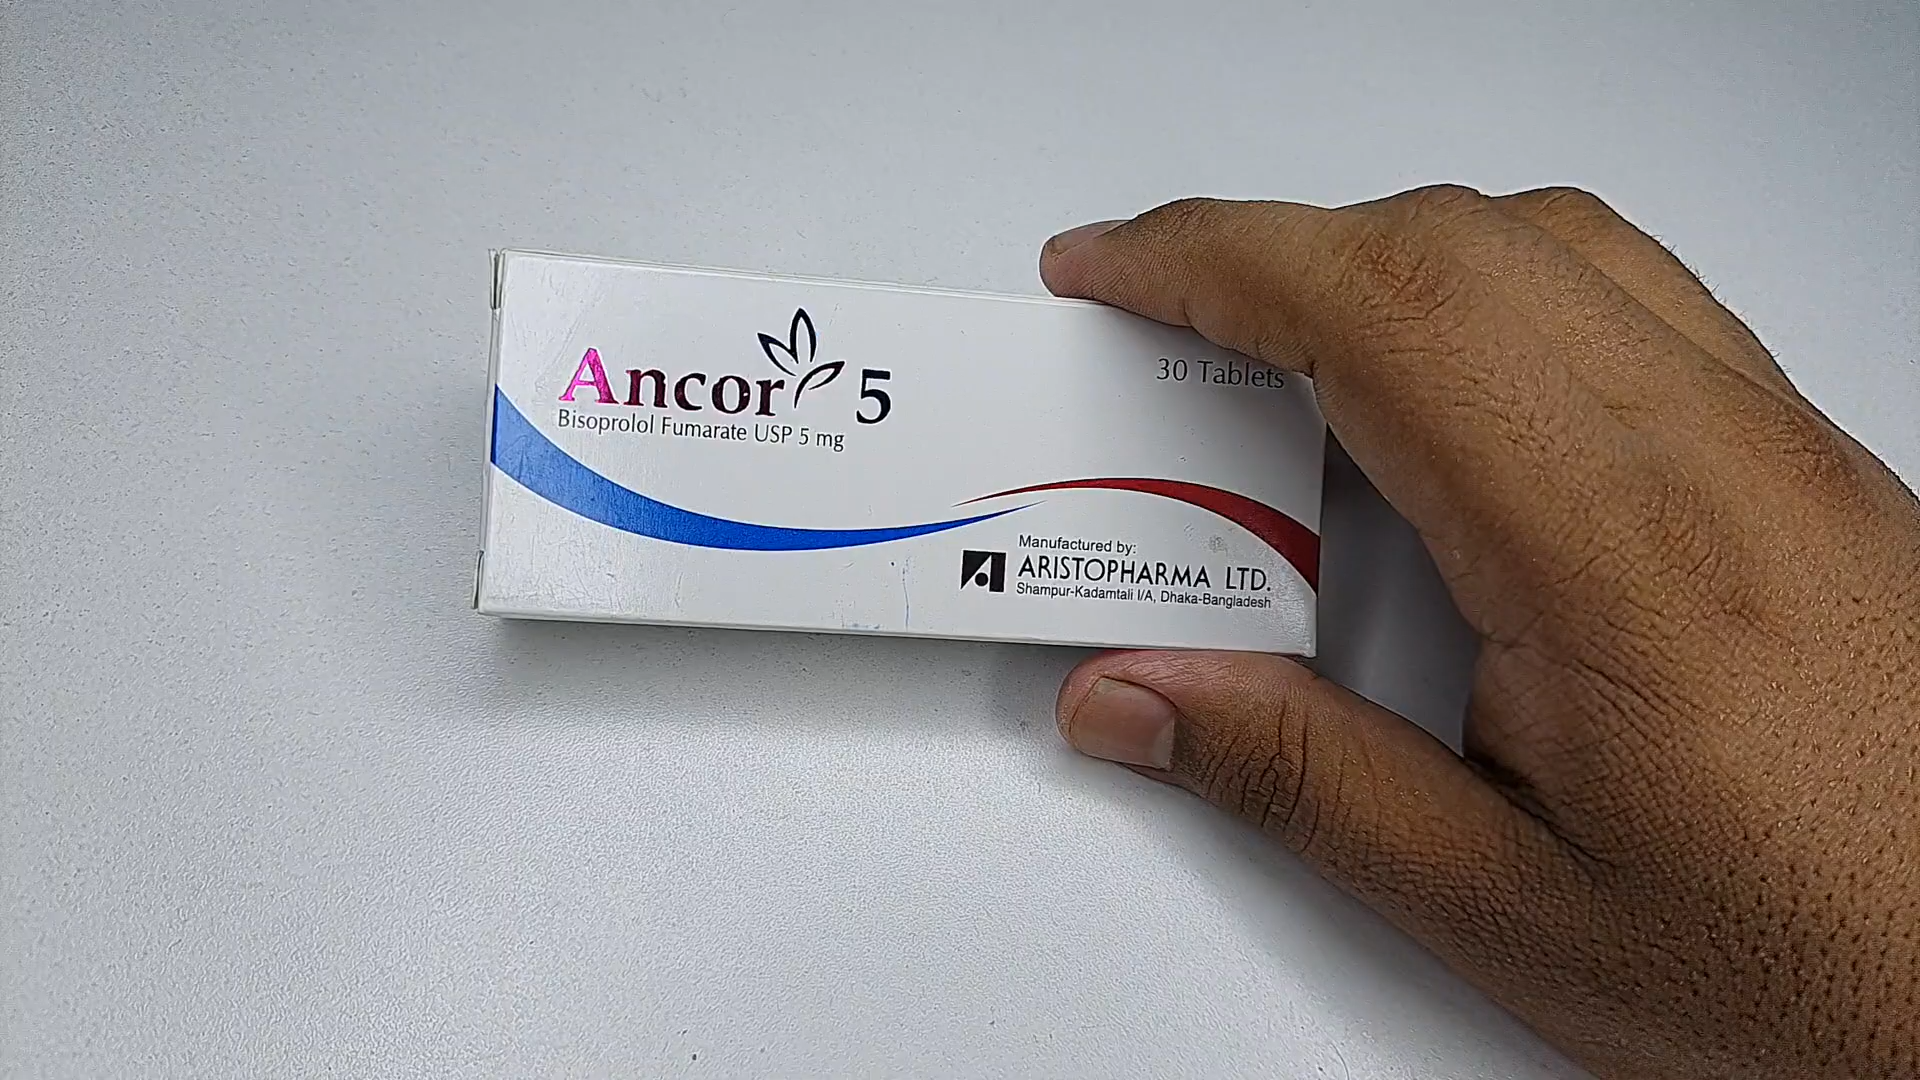 Ancor 5
Bisoprolol Fumarate USP 5 mg
30 Tablets
Manufactured by:
ARISTOPHARMA LTD.
Shampur-Kadamtali I/A, Dhaka-Bangladesh